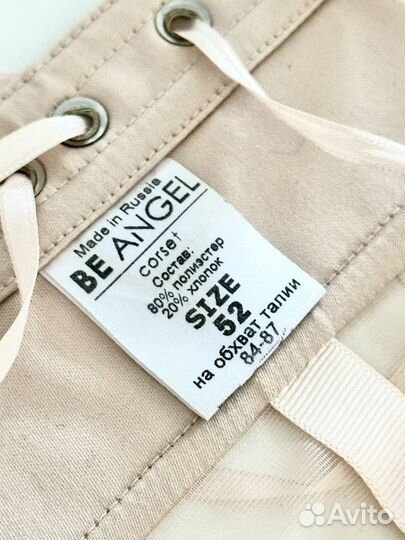 Made in Russia
BE ANGEL
corset
Состав:
80% полиэстер
20% хлопок
SIZE
52
на обхват талии
84-87
Avito